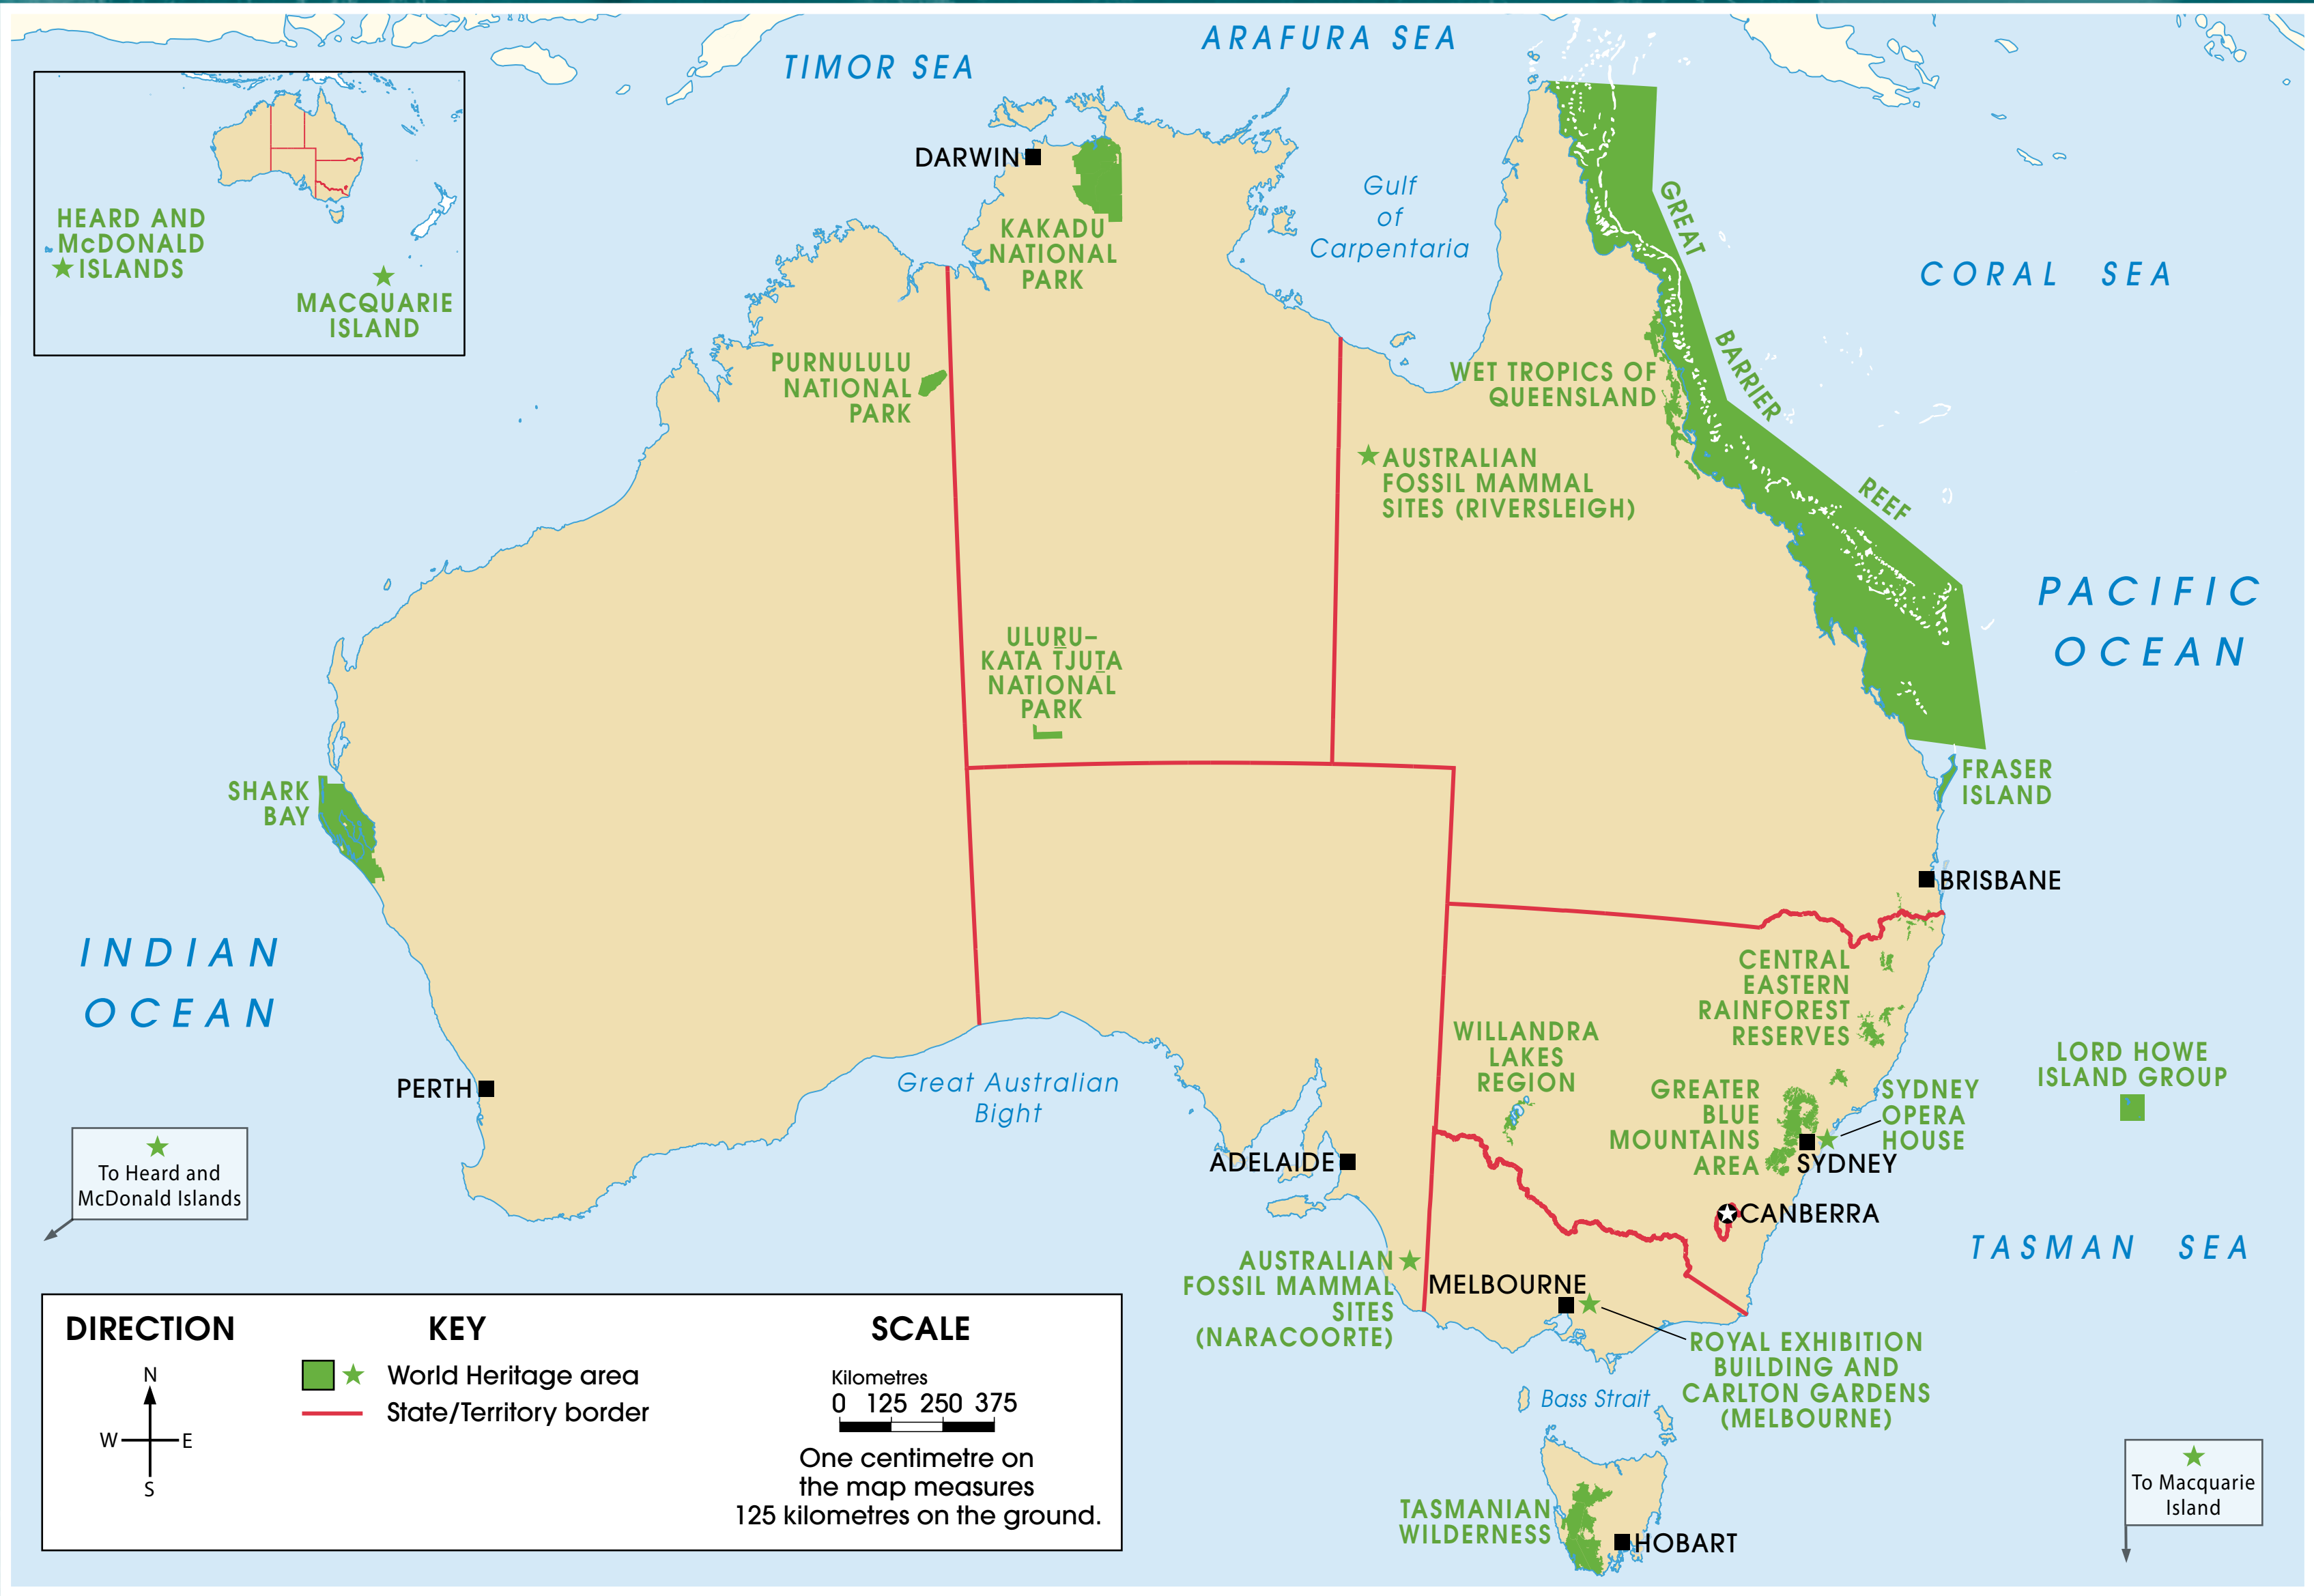 ARAFURA SEA
TIMOR SEA
DARWIN
KAKADU
NATIONAL
PARK
Gulf
of
Carpentaria
GREAT
BARRIER
REEF
CORAL SEA
HEARD AND
McDONALD
ISLANDS
MACQUARIE
ISLAND
PURNULULU
NATIONAL
PARK
WET TROPICS OF
QUEENSLAND
AUSTRALIAN
FOSSIL MAMMAL
SITES (RIVERSLEIGH)
PACIFIC
OCEAN
ULURU–
KATA TJUTA
NATIONAL
PARK
SHARK
BAY
FRASER
ISLAND
BRISBANE
INDIAN
OCEAN
CENTRAL
EASTERN
RAINFOREST
RESERVES
WILLANDRA
LAKES
REGION
LORD HOWE
ISLAND GROUP
PERTH
Great Australian
Bight
GREATER
BLUE
MOUNTAINS
AREA
SYDNEY
OPERA
HOUSE
SYDNEY
ADELAIDE
To Heard and
McDonald Islands
CANBERRA
TASMAN SEA
AUSTRALIAN
FOSSIL MAMMAL
SITES
(NARACOORTE)
MELBOURNE
ROYAL EXHIBITION
BUILDING AND
CARLTON GARDENS
(MELBOURNE)
Bass Strait
DIRECTION
N
W E
S
KEY
World Heritage area
State/Territory border
SCALE
Kilometres
0 125 250 375
One centimetre on
the map measures
125 kilometres on the ground.
TASMANIAN
WILDERNESS
HOBART
To Macquarie
Island